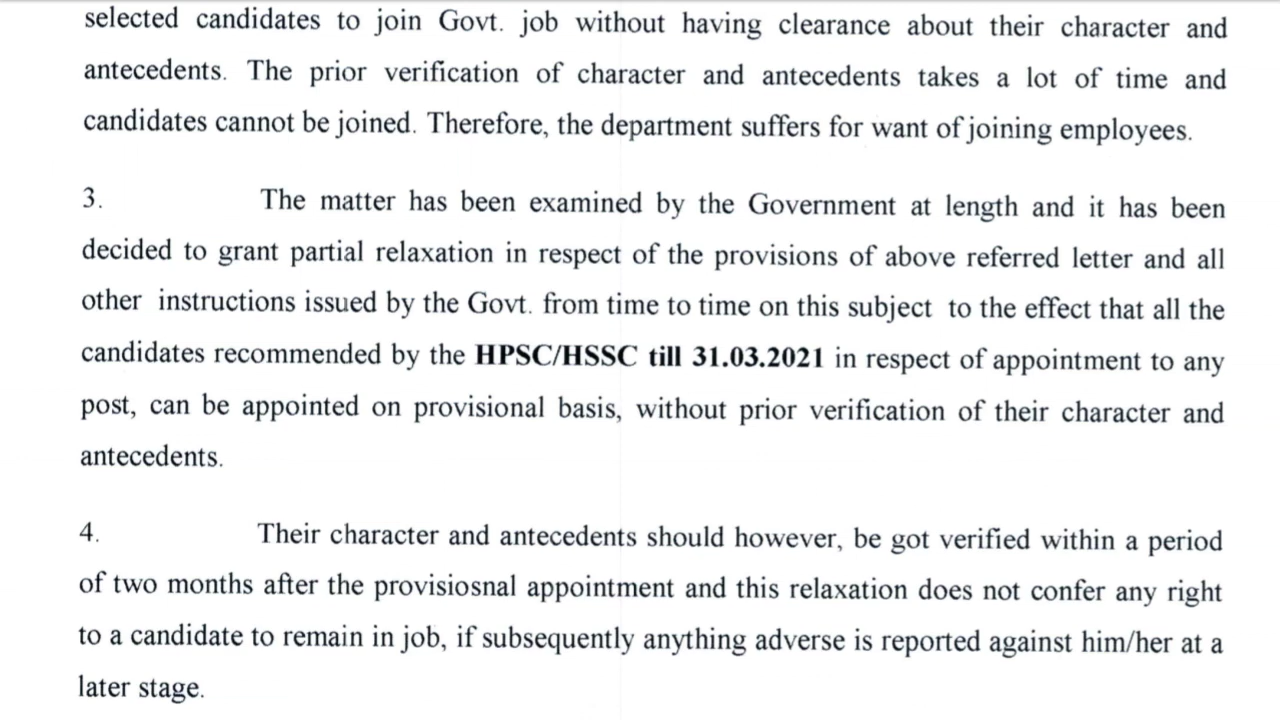 selected candidates to join Govt. job without having clearance about their character and
antecedents. The prior verification of character and antecedents takes a lot of time and
candidates cannot be joined. Therefore, the department suffers for want of joining employees.
3. The matter has been examined by the Government at length and it has been
decided to grant partial relaxation in respect of the provisions of above referred letter and all
other instructions issued by the Govt. from time to time on this subject to the effect that all the
candidates recommended by the HPSC/HSSC till 31.03.2021 in respect of appointment to any
post, can be appointed on provisional basis, without prior verification of their character and
antecedents.
4. Their character and antecedents should however, be got verified within a period
of two months after the provisiosnal appointment and this relaxation does not confer any right
to a candidate to remain in job, if subsequently anything adverse is reported against him/her at a
later stage.